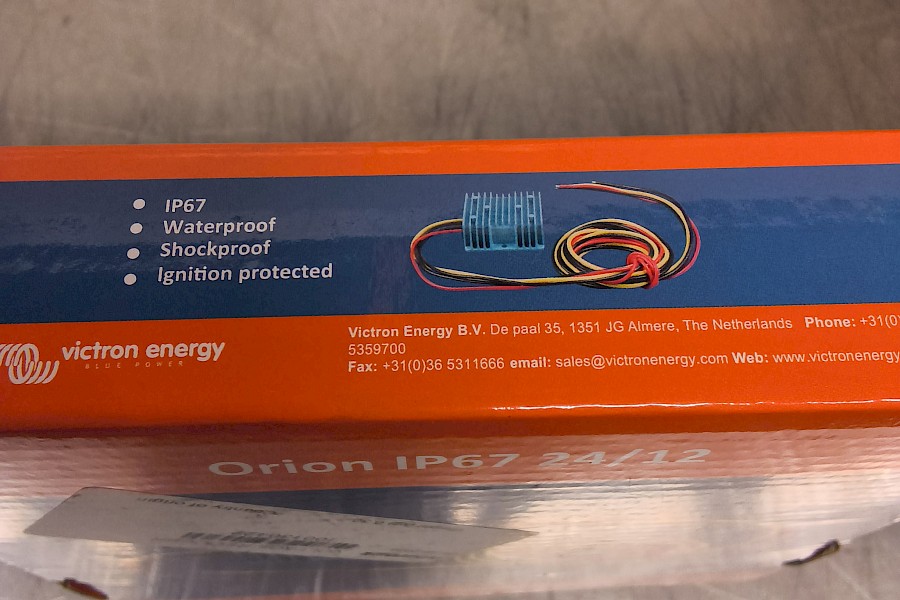 IP67
Waterproof
Shockproof
Ignition protected
victron energy
BLUE POWER
Victron Energy B.V. De paal 35, 1351 JG Almere, The Netherlands Phone: +31(0)
5359700
Fax: +31(0)36 5311666 email: sales@victronenergy.com Web: www.victronenergy
Orion IP67 24/12